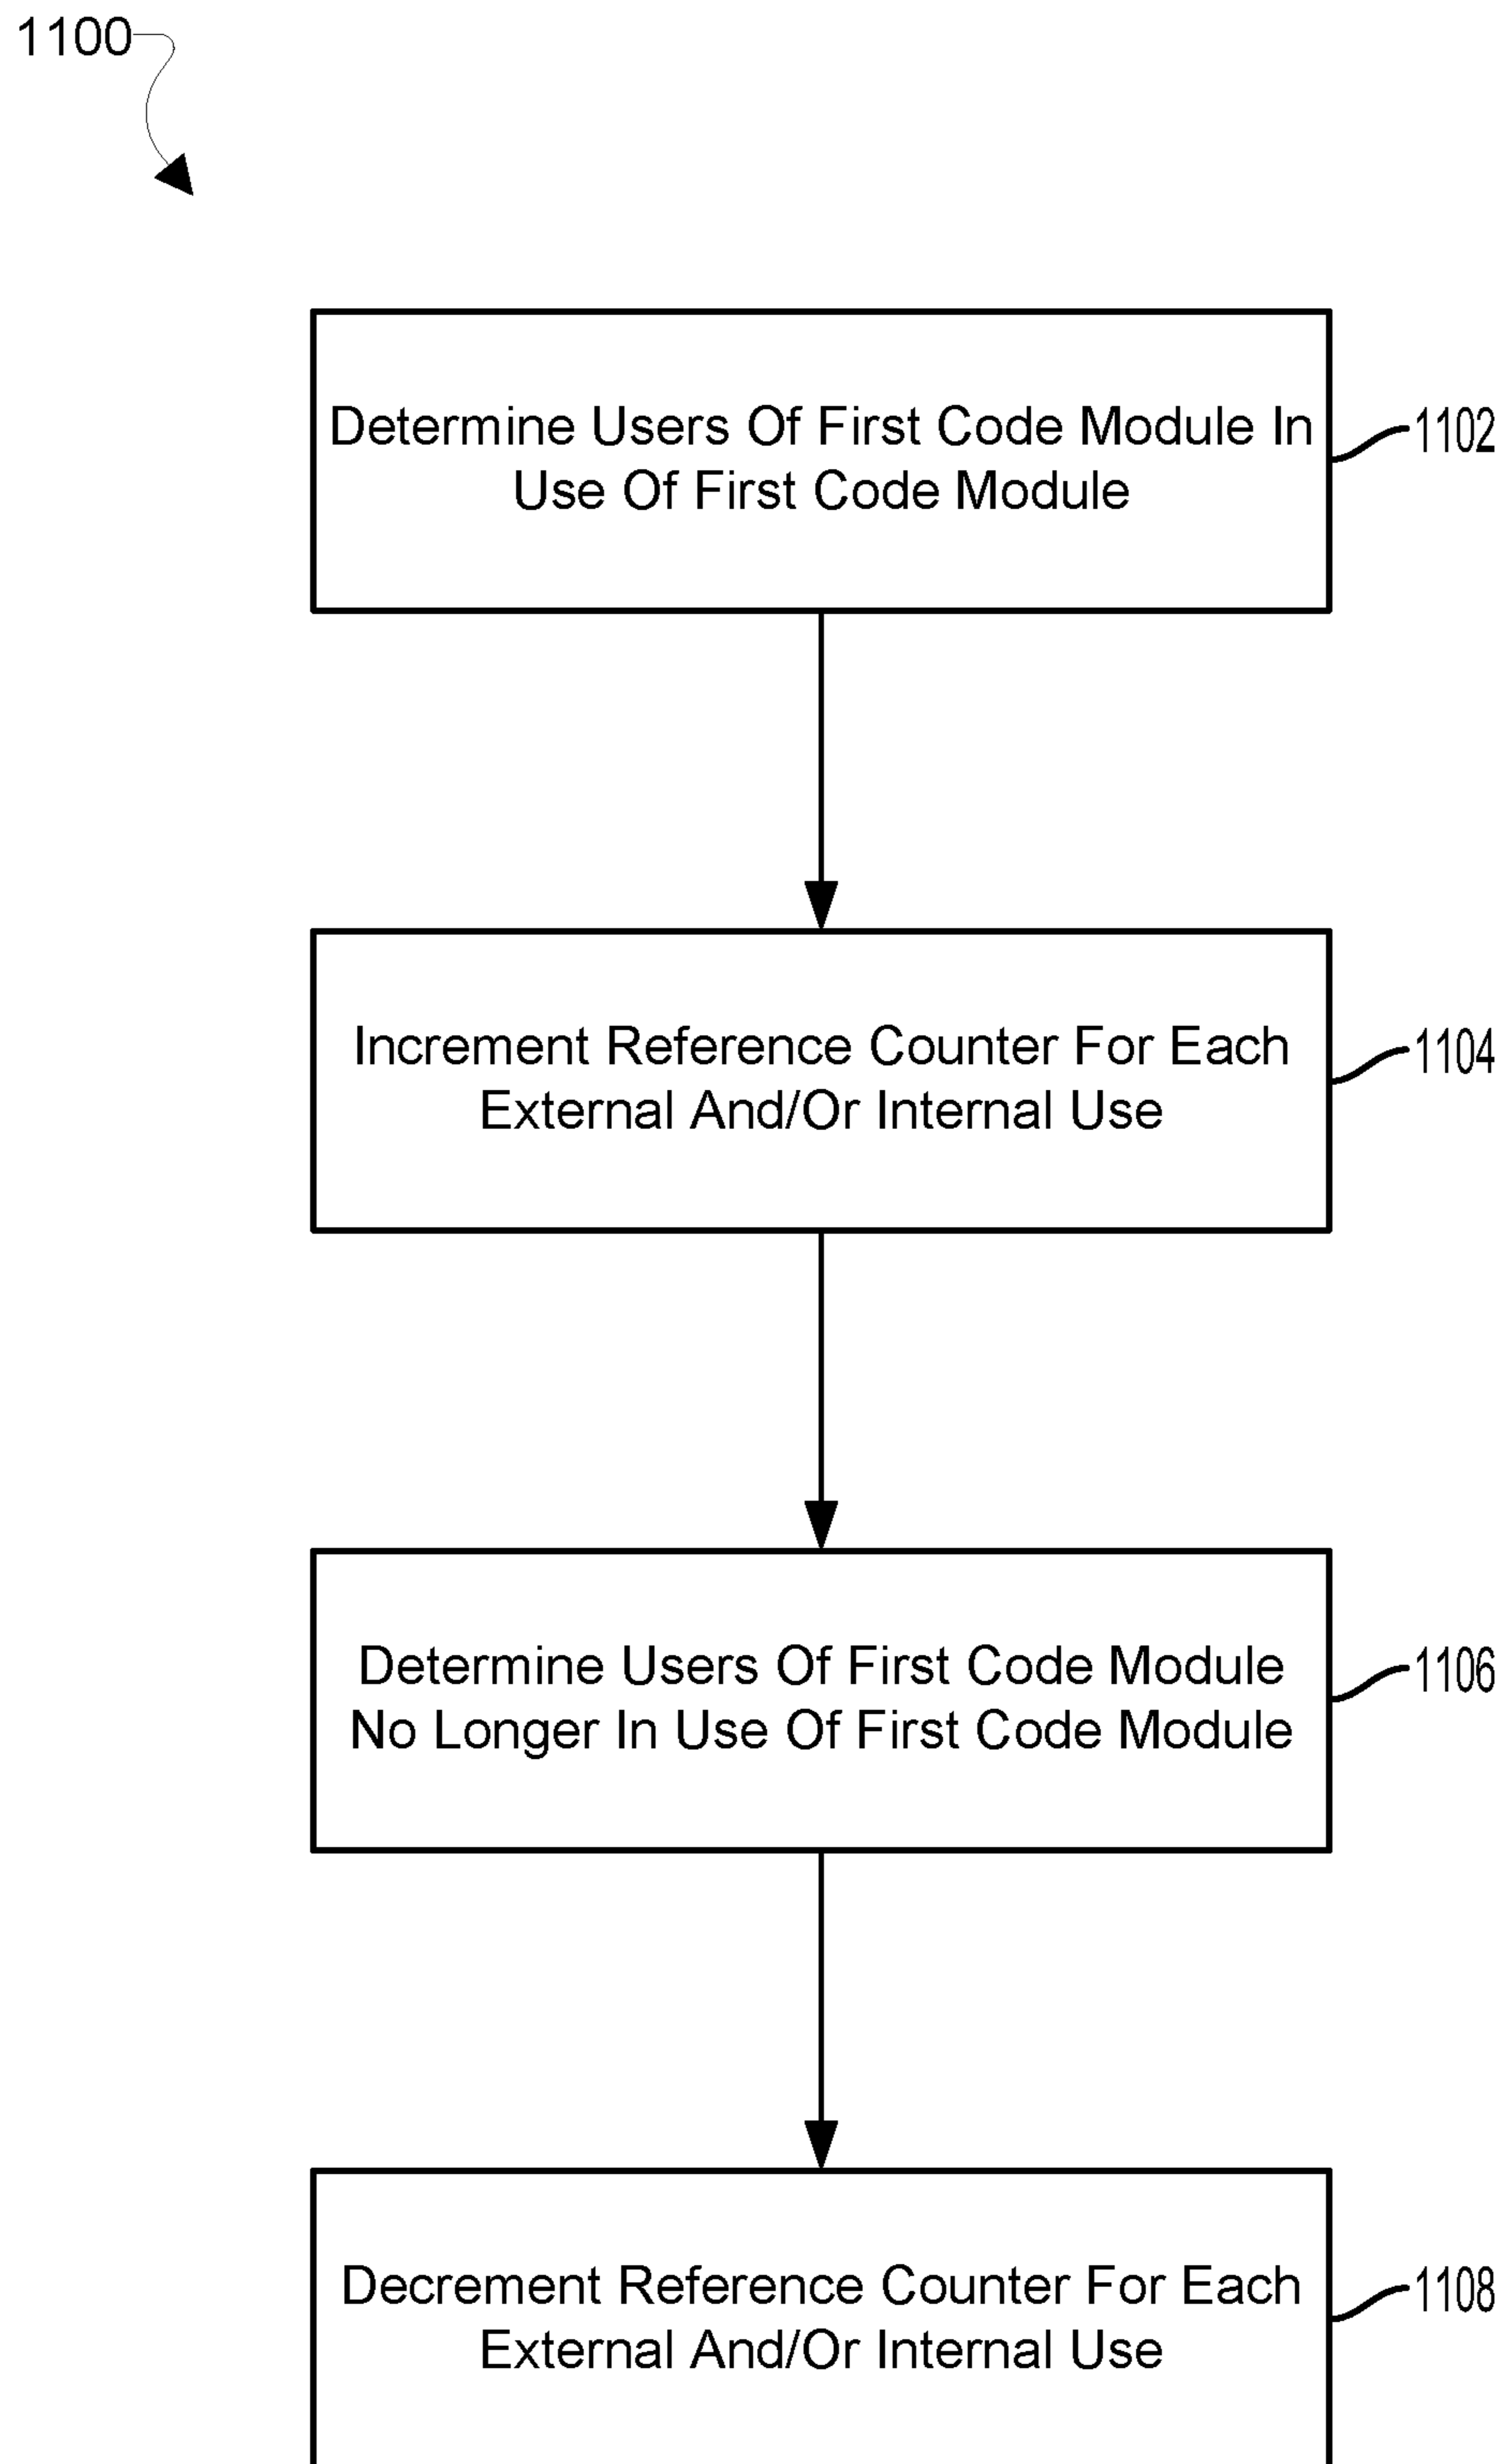 1100
Determine Users Of First Code Module In
Use Of First Code Module
1102
Increment Reference Counter For Each
External And/Or Internal Use
1104
Determine Users Of First Code Module
No Longer In Use Of First Code Module
1106
Decrement Reference Counter For Each
External And/Or Internal Use
1108